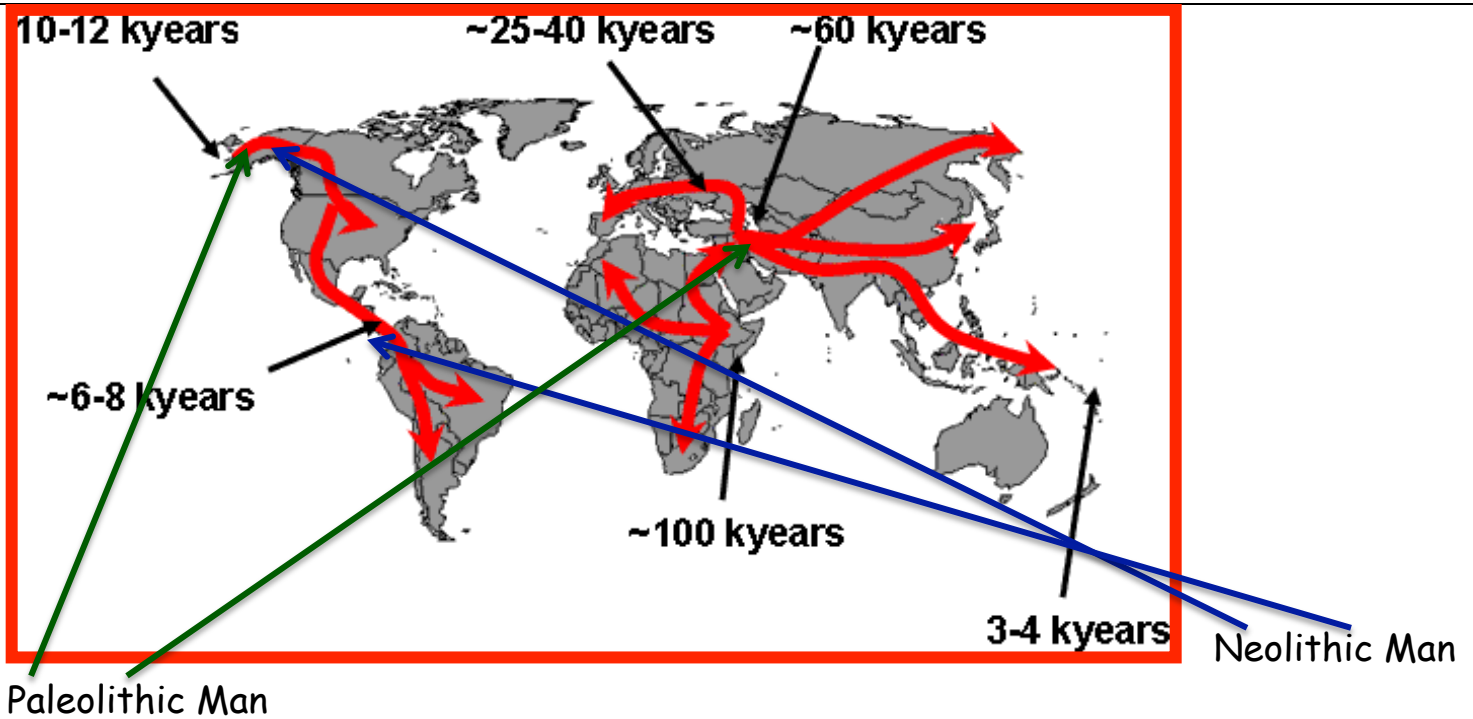 10-12 kyears
~25-40 kyears
~60 kyears
~6-8 kyears
~100 kyears
3-4 kyears
Neolithic Man
Paleolithic Man